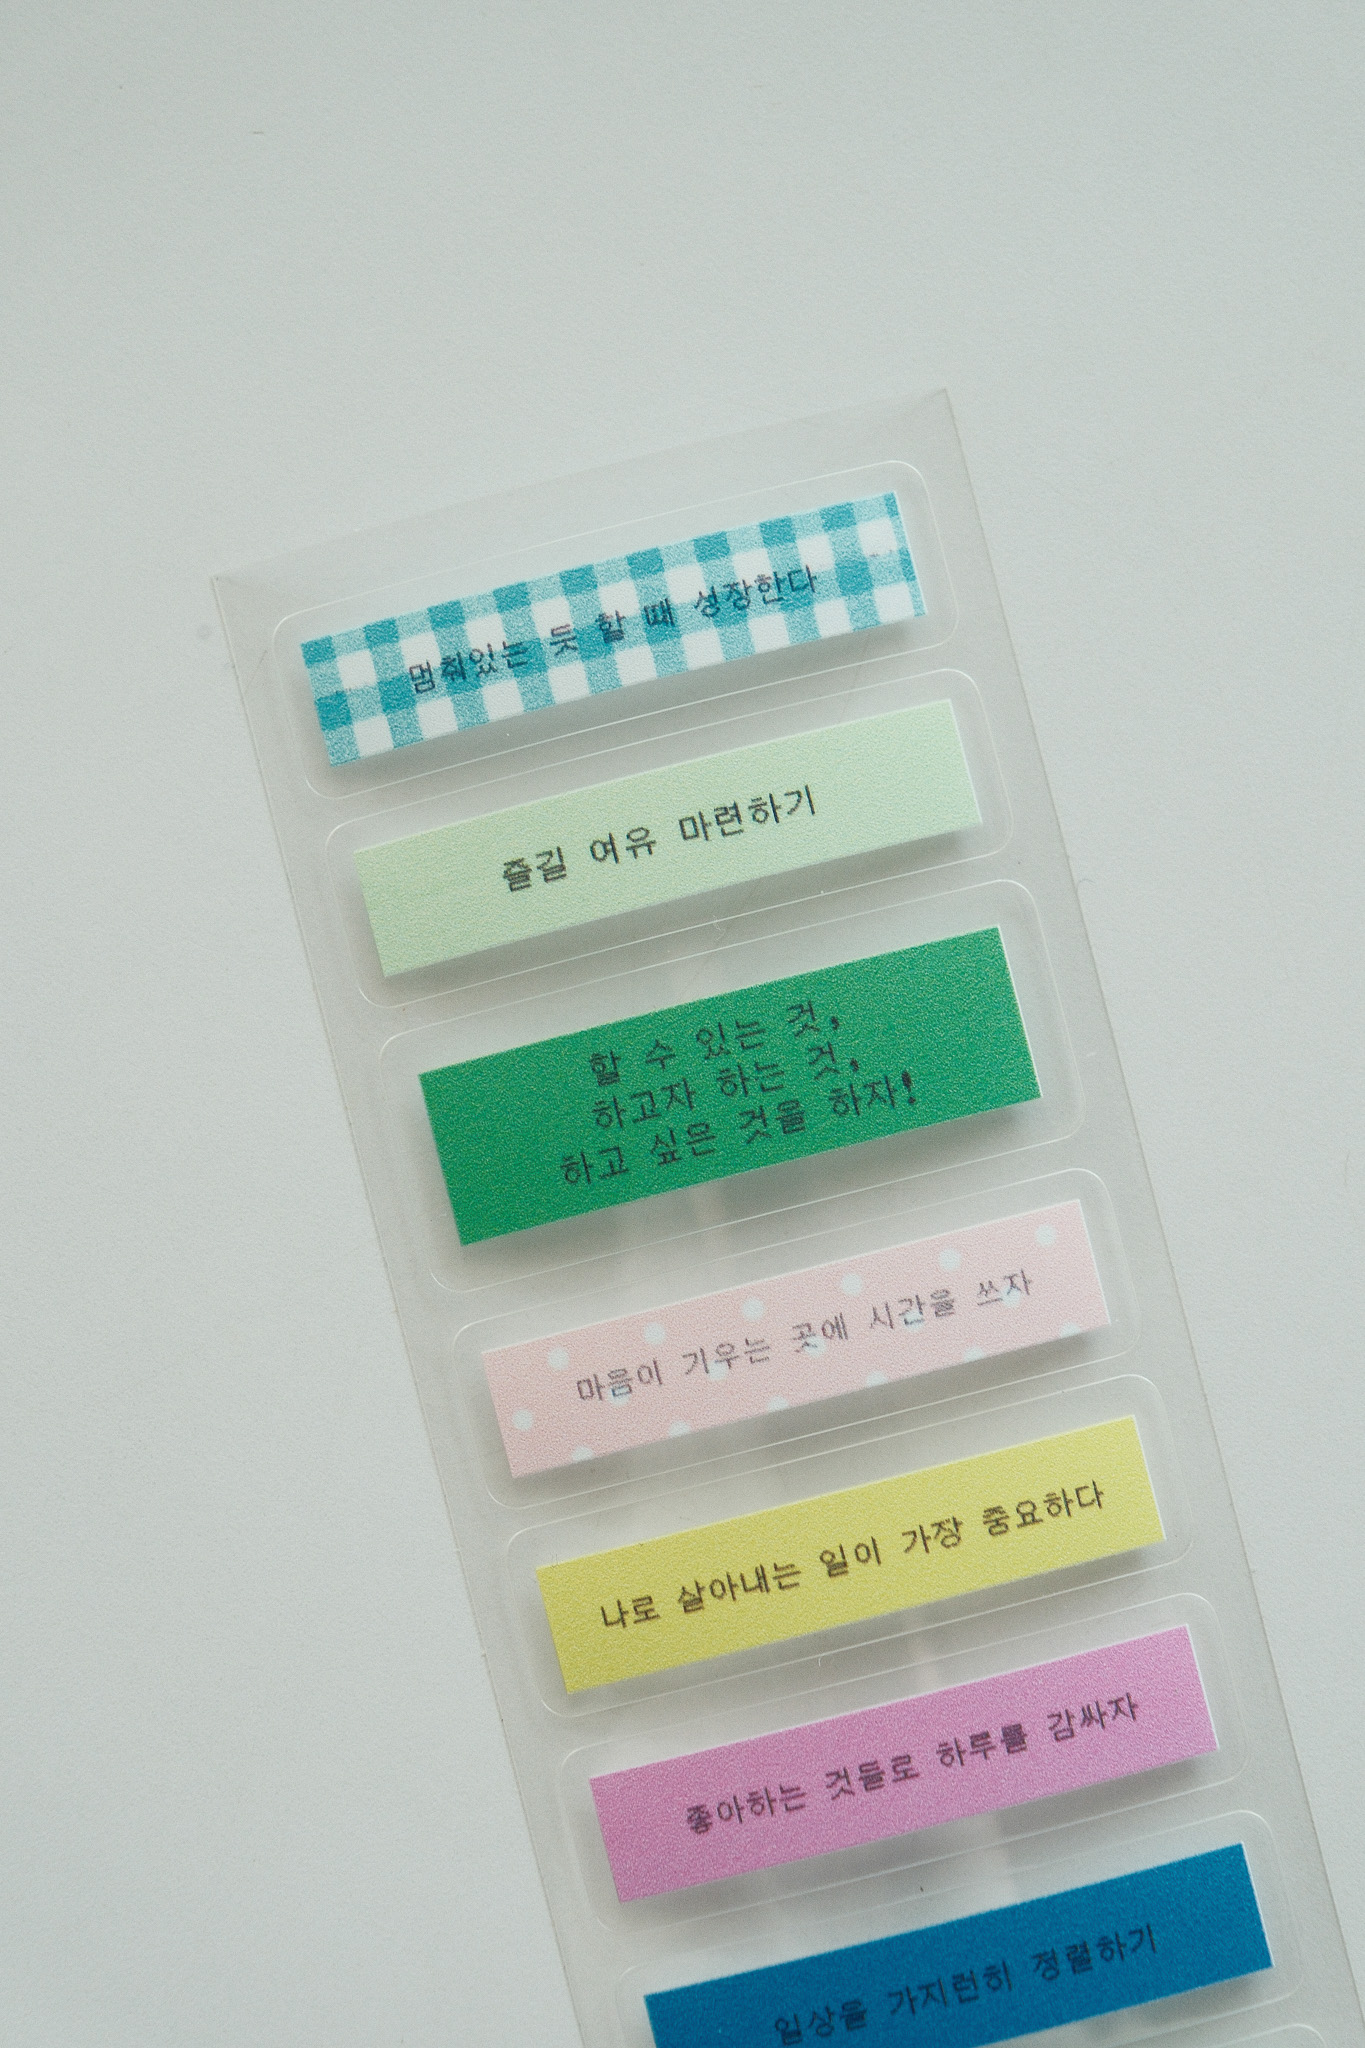 멈춰있는 듯 할 때 성장한다
즐길 여유 마련하기
할 수 있는 것,
하고자 하는 것,
하고 싶은 것을 하자!
마음이 기우는 곳에 시간을 쓰자
나로 살아내는 일이 가장 중요하다
좋아하는 것들로 하루를 감싸자
일상을 가지런히 정렬하기